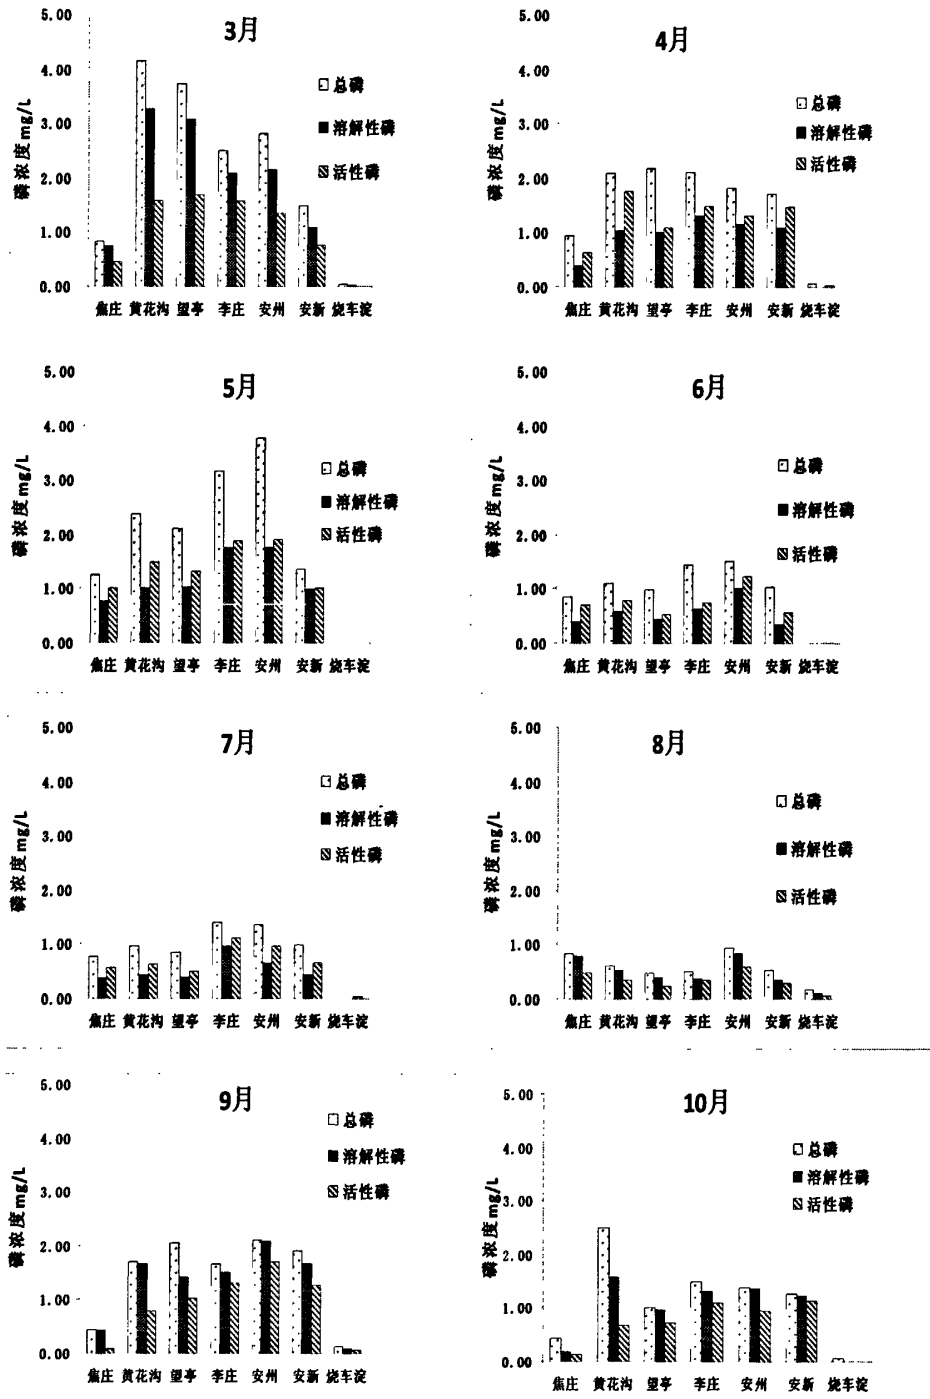 3月
磷浓度mg/L
5.00
4.00
3.00
2.00
1.00
0.00
总磷
溶解性磷
活性磷
焦庄 黄花沟 望亭 李庄 安州 安新 烧车淀
4月
磷浓度mg/L
5.00
4.00
3.00
2.00
1.00
0.00
总磷
溶解性磷
活性磷
焦庄 黄花沟 望亭 李庄 安州 安新 烧车淀
5月
磷浓度mg/L
5.00
4.00
3.00
2.00
1.00
0.00
总磷
溶解性磷
活性磷
焦庄 黄花沟 望亭 李庄 安州 安新 烧车淀
6月
磷浓度mg/L
5.00
4.00
3.00
2.00
1.00
0.00
总磷
溶解性磷
活性磷
焦庄 黄花沟 望亭 李庄 安州 安新 烧车淀
7月
磷浓度mg/L
5.00
4.00
3.00
2.00
1.00
0.00
总磷
溶解性磷
活性磷
焦庄 黄花沟 望亭 李庄 安州 安新 烧车淀
8月
磷浓度mg/L
5.00
4.00
3.00
2.00
1.00
0.00
总磷
溶解性磷
活性磷
焦庄 黄花沟 望亭 李庄 安州 安新 烧车淀
9月
磷浓度mg/L
5.00
4.00
3.00
2.00
1.00
0.00
总磷
溶解性磷
活性磷
焦庄 黄花沟 望亭 李庄 安州 安新 烧车淀
10月
磷浓度mg/L
5.00
4.00
3.00
2.00
1.00
0.00
总磷
溶解性磷
活性磷
焦庄 黄花沟 望亭 李庄 安州 安新 烧车淀